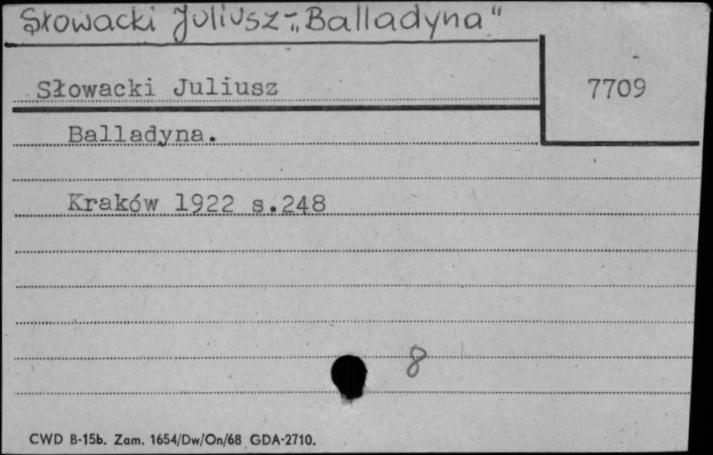 Słowacki Juliusz - „Balladyna"
Słowacki Juliusz
7709
Balladyna.
Kraków 1922 s.248
8
CWD B-15b. Zam. 1654/Dw/On/68 GDA-2710.